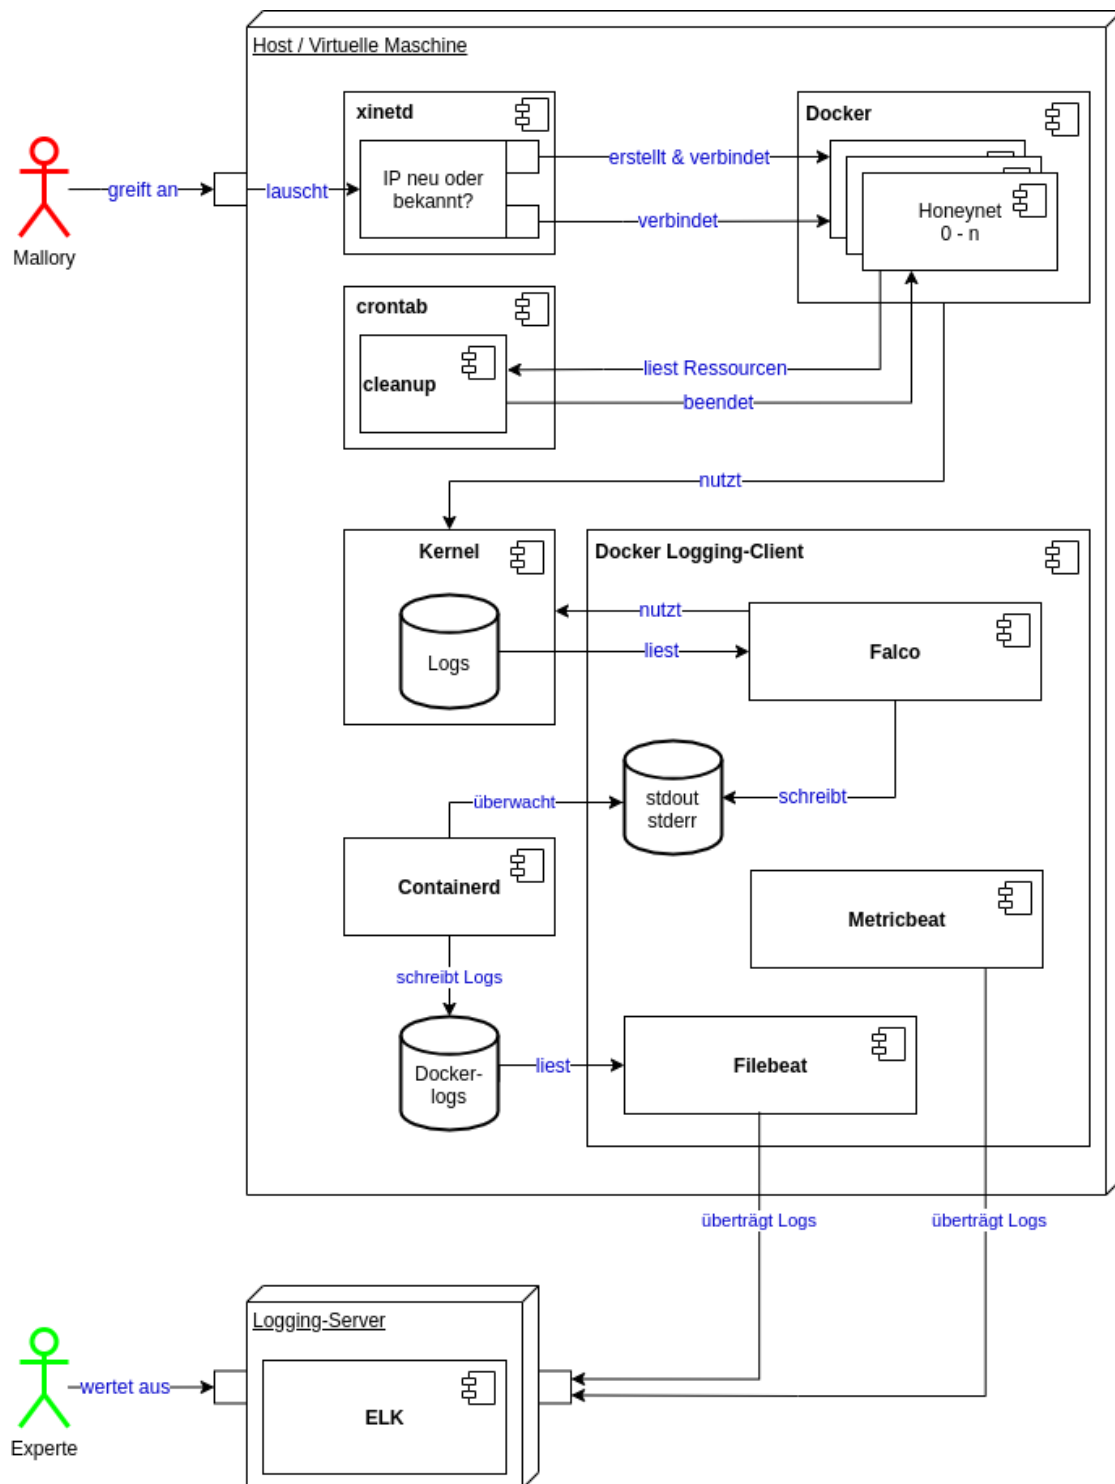 Host / Virtuelle Maschine
xinetd
Docker
IP neu oder
bekannt?
erstellt & verbindet
greift an
lauscht
Honeynet
0 - n
verbindet
Mallory
crontab
cleanup
liest Ressourcen
beendet
nutzt
Kernel
Docker Logging-Client
nutzt
Logs
liest
Falco
stdout
stderr
überwacht
schreibt
Containerd
Metricbeat
schreibt Logs
Docker-
logs
liest
Filebeat
überträgt Logs
überträgt Logs
Logging-Server
wertet aus
ELK
Experte